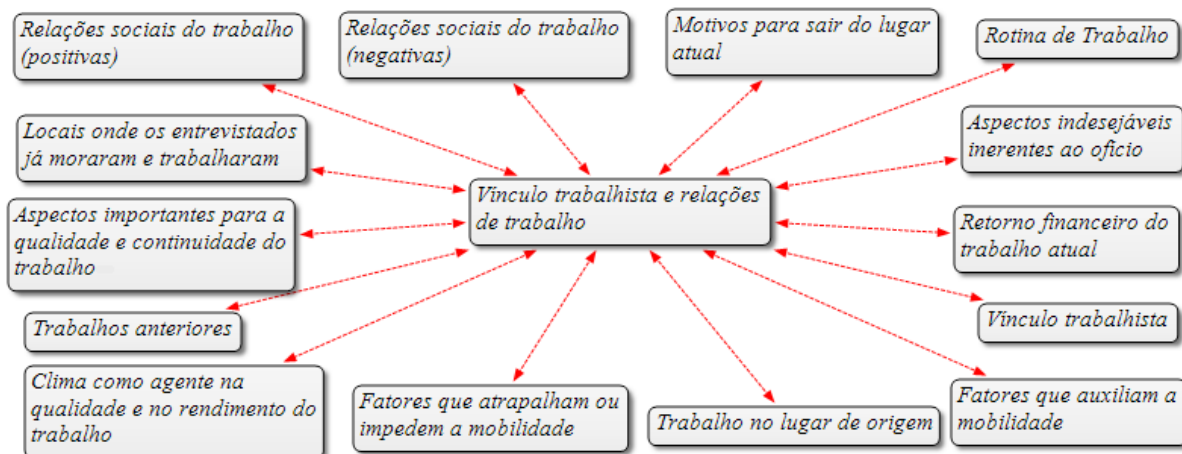 Relações sociais do trabalho
(positivas)
Relações sociais do trabalho
(negativas)
Motivos para sair do lugar
atual
Rotina de Trabalho
Locais onde os entrevistados
já moraram e trabalharam
Aspectos indesejáveis
inerentes ao ofício
Vínculo trabalhista e relações
de trabalho
Aspectos importantes para a
qualidade e continuidade do
trabalho
Retorno financeiro do
trabalho atual
Trabalhos anteriores
Vínculo trabalhista
Clima como agente na
qualidade e no rendimento do
trabalho
Fatores que atrapalham ou
impedem a mobilidade
Trabalho no lugar de origem
Fatores que auxiliam a
mobilidade